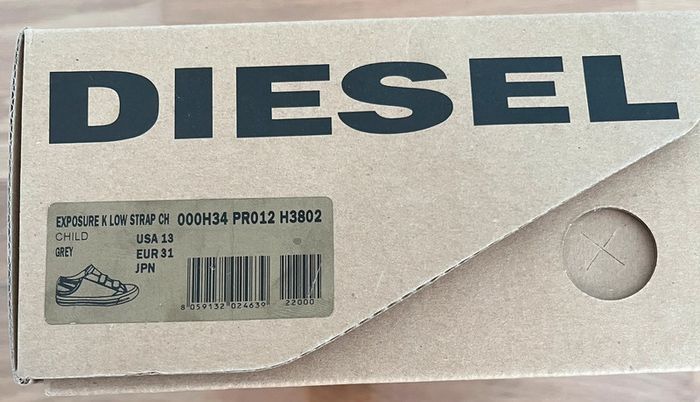 DIESEL
EXPOSURE K LOW STRAP CH 000H34 PR012 H3802
CHILD USA 13
GREY EUR 31
JPN
8 059132 024639 22000